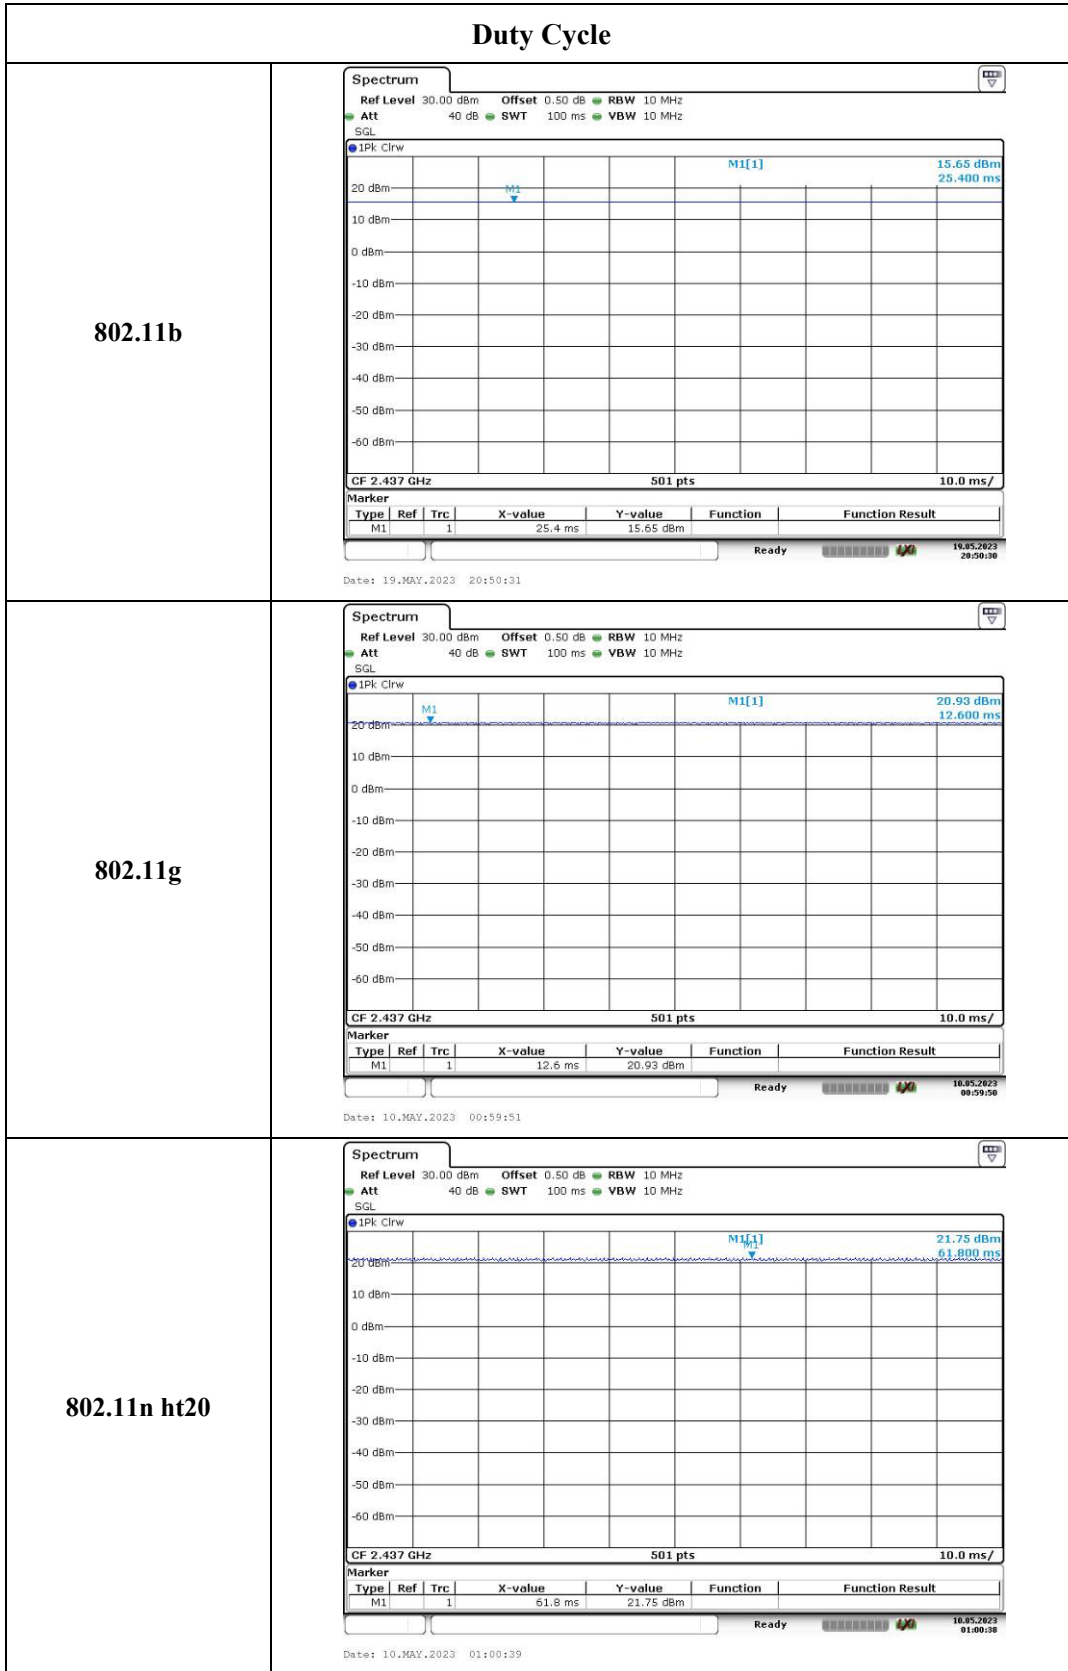 Duty Cycle
802.11b
Spectrum
Ref Level 30.00 dBm Offset 0.50 dB RBW 10 MHz
Att 40 dB SWT 100 ms VBW 10 MHz
SGL
1Pk Clrw
M1[1] 15.65 dBm
25.400 ms
M1
20 dBm
10 dBm
0 dBm
-10 dBm
-20 dBm
-30 dBm
-40 dBm
-50 dBm
-60 dBm
CF 2.437 GHz 501 pts 10.0 ms/
Marker
Type Ref Trc X-value Y-value Function Function Result
M1 1 25.4 ms 15.65 dBm
Ready LXI 19.05.2023
20:50:30
Date: 19.MAY.2023 20:50:31
802.11g
Spectrum
Ref Level 30.00 dBm Offset 0.50 dB RBW 10 MHz
Att 40 dB SWT 100 ms VBW 10 MHz
SGL
1Pk Clrw
M1[1] 20.93 dBm
12.600 ms
M1
20 dBm
10 dBm
0 dBm
-10 dBm
-20 dBm
-30 dBm
-40 dBm
-50 dBm
-60 dBm
CF 2.437 GHz 501 pts 10.0 ms/
Marker
Type Ref Trc X-value Y-value Function Function Result
M1 1 12.6 ms 20.93 dBm
Ready LXI 10.05.2023
00:59:50
Date: 10.MAY.2023 00:59:51
802.11n ht20
Spectrum
Ref Level 30.00 dBm Offset 0.50 dB RBW 10 MHz
Att 40 dB SWT 100 ms VBW 10 MHz
SGL
1Pk Clrw
M1[1] 21.75 dBm
61.800 ms
M1
20 dBm
10 dBm
0 dBm
-10 dBm
-20 dBm
-30 dBm
-40 dBm
-50 dBm
-60 dBm
CF 2.437 GHz 501 pts 10.0 ms/
Marker
Type Ref Trc X-value Y-value Function Function Result
M1 1 61.8 ms 21.75 dBm
Ready LXI 10.05.2023
01:00:38
Date: 10.MAY.2023 01:00:39